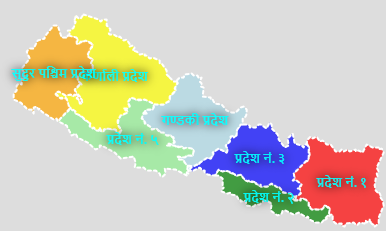 सुदुर पश्चिम प्रदेश
कर्णाली प्रदेश
गण्डकी प्रदेश
प्रदेश नं. ५
प्रदेश नं. ३
प्रदेश नं. १
प्रदेश नं. २